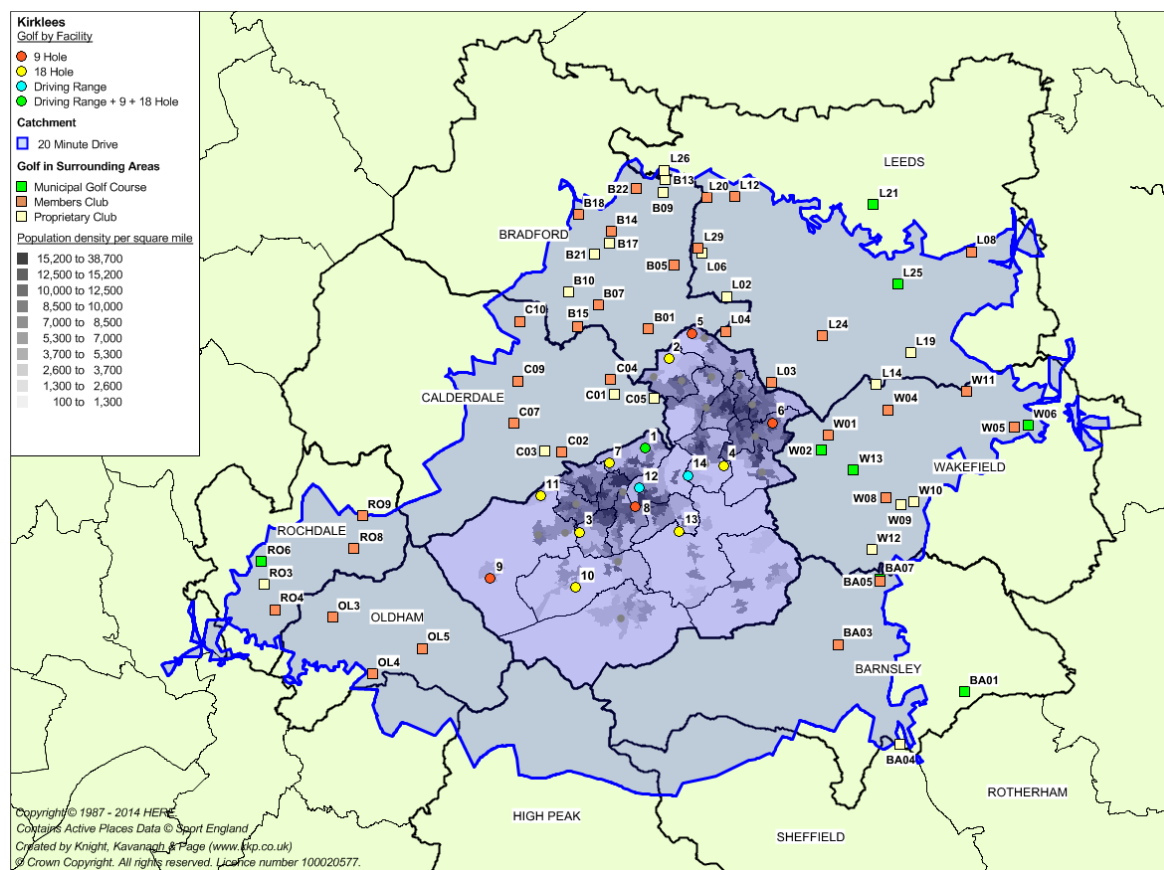 Kirklees
Golf by Facility
9 Hole
18 Hole
Driving Range
Driving Range + 9 + 18 Hole
Catchment
20 Minute Drive
Golf in Surrounding Areas
Municipal Golf Course
Members Club
Proprietary Club
Population density per square mile
15,200 to 38,700
12,500 to 15,200
10,000 to 12,500
8,500 to 10,000
7,000 to 8,500
5,300 to 7,000
3,700 to 5,300
2,600 to 3,700
1,300 to 2,600
100 to 1,300
LEEDS
L26
B13
B22
B09
L20
L12
L21
B18
B14
BRADFORD
B17
L29
L08
B21
B05
L06
L25
B10
L02
B07
C10
B15
B01
5
L04
L24
2
L19
C09
C04
L03
L14
W11
CALDERDALE
C01
C05
W04
C07
6
W01
W05
W06
1
C03
C02
W02
7
14
4
W13
WAKEFIELD
11
12
W08
W10
RO9
8
W09
ROCHDALE
3
13
RO8
W12
RO6
9
BA07
RO3
10
BA05
RO4
OL3
OLDHAM
OL5
BA03
OL4
BARNSLEY
BA01
BA04
ROTHERHAM
HIGH PEAK
SHEFFIELD
Copyright © 1987 - 2014 HERE.
Contains Active Places Data © Sport England
Created by Knight, Kavanagh & Page (www.kkp.co.uk)
© Crown Copyright. All rights reserved. Licence number 100020577.